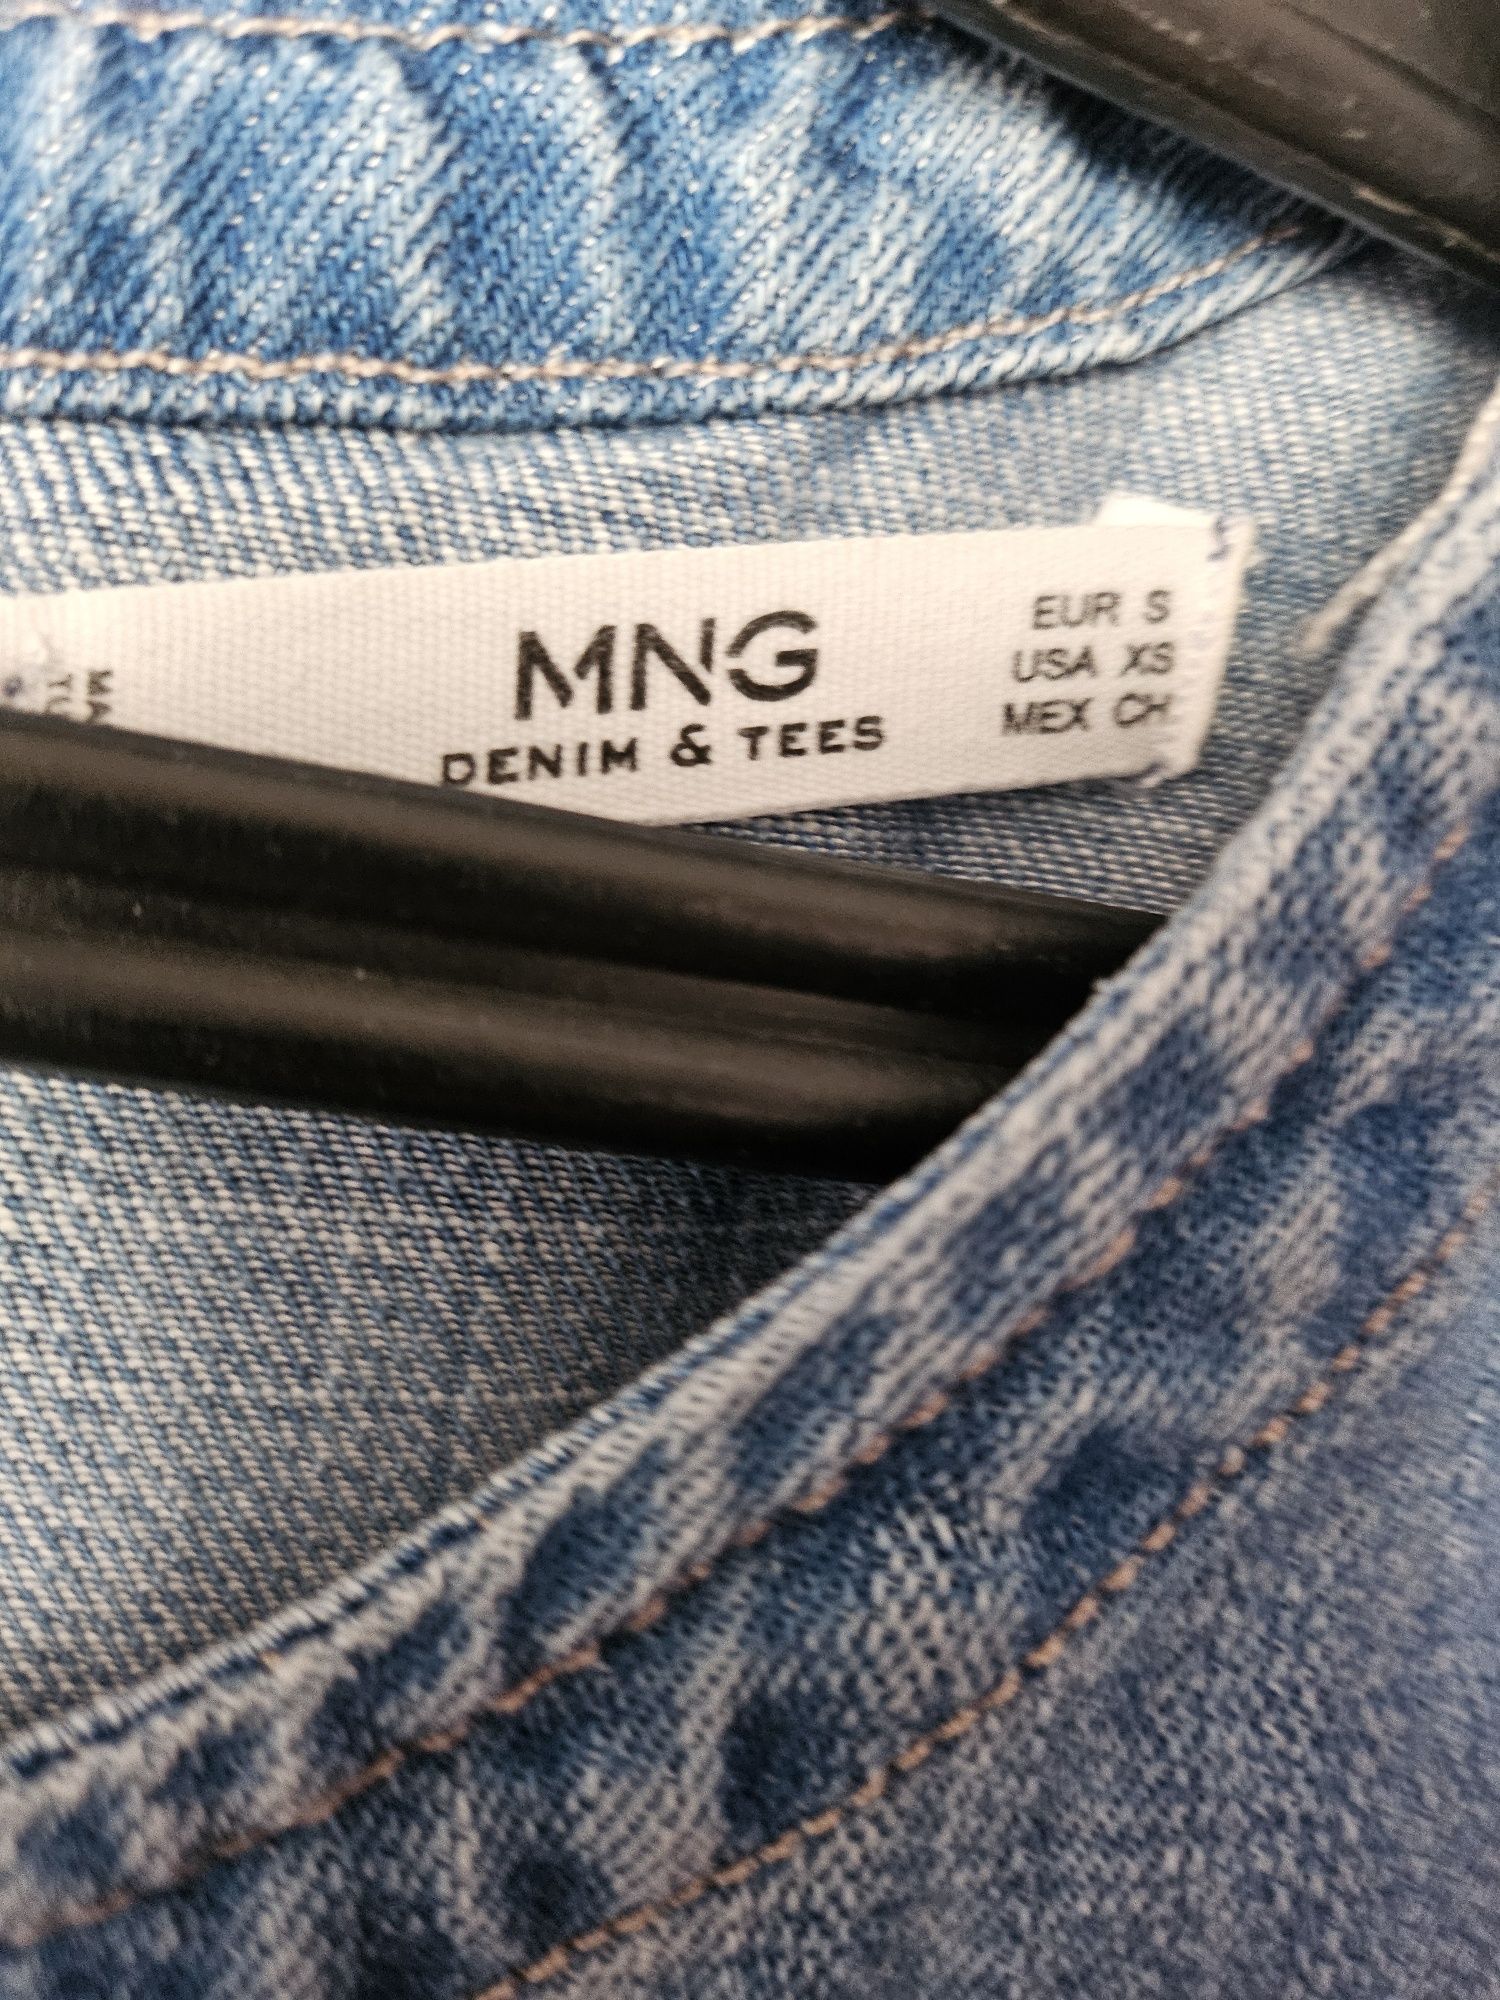 MNG
DENIM & TEES
EUR S
USA XS
MEX CH